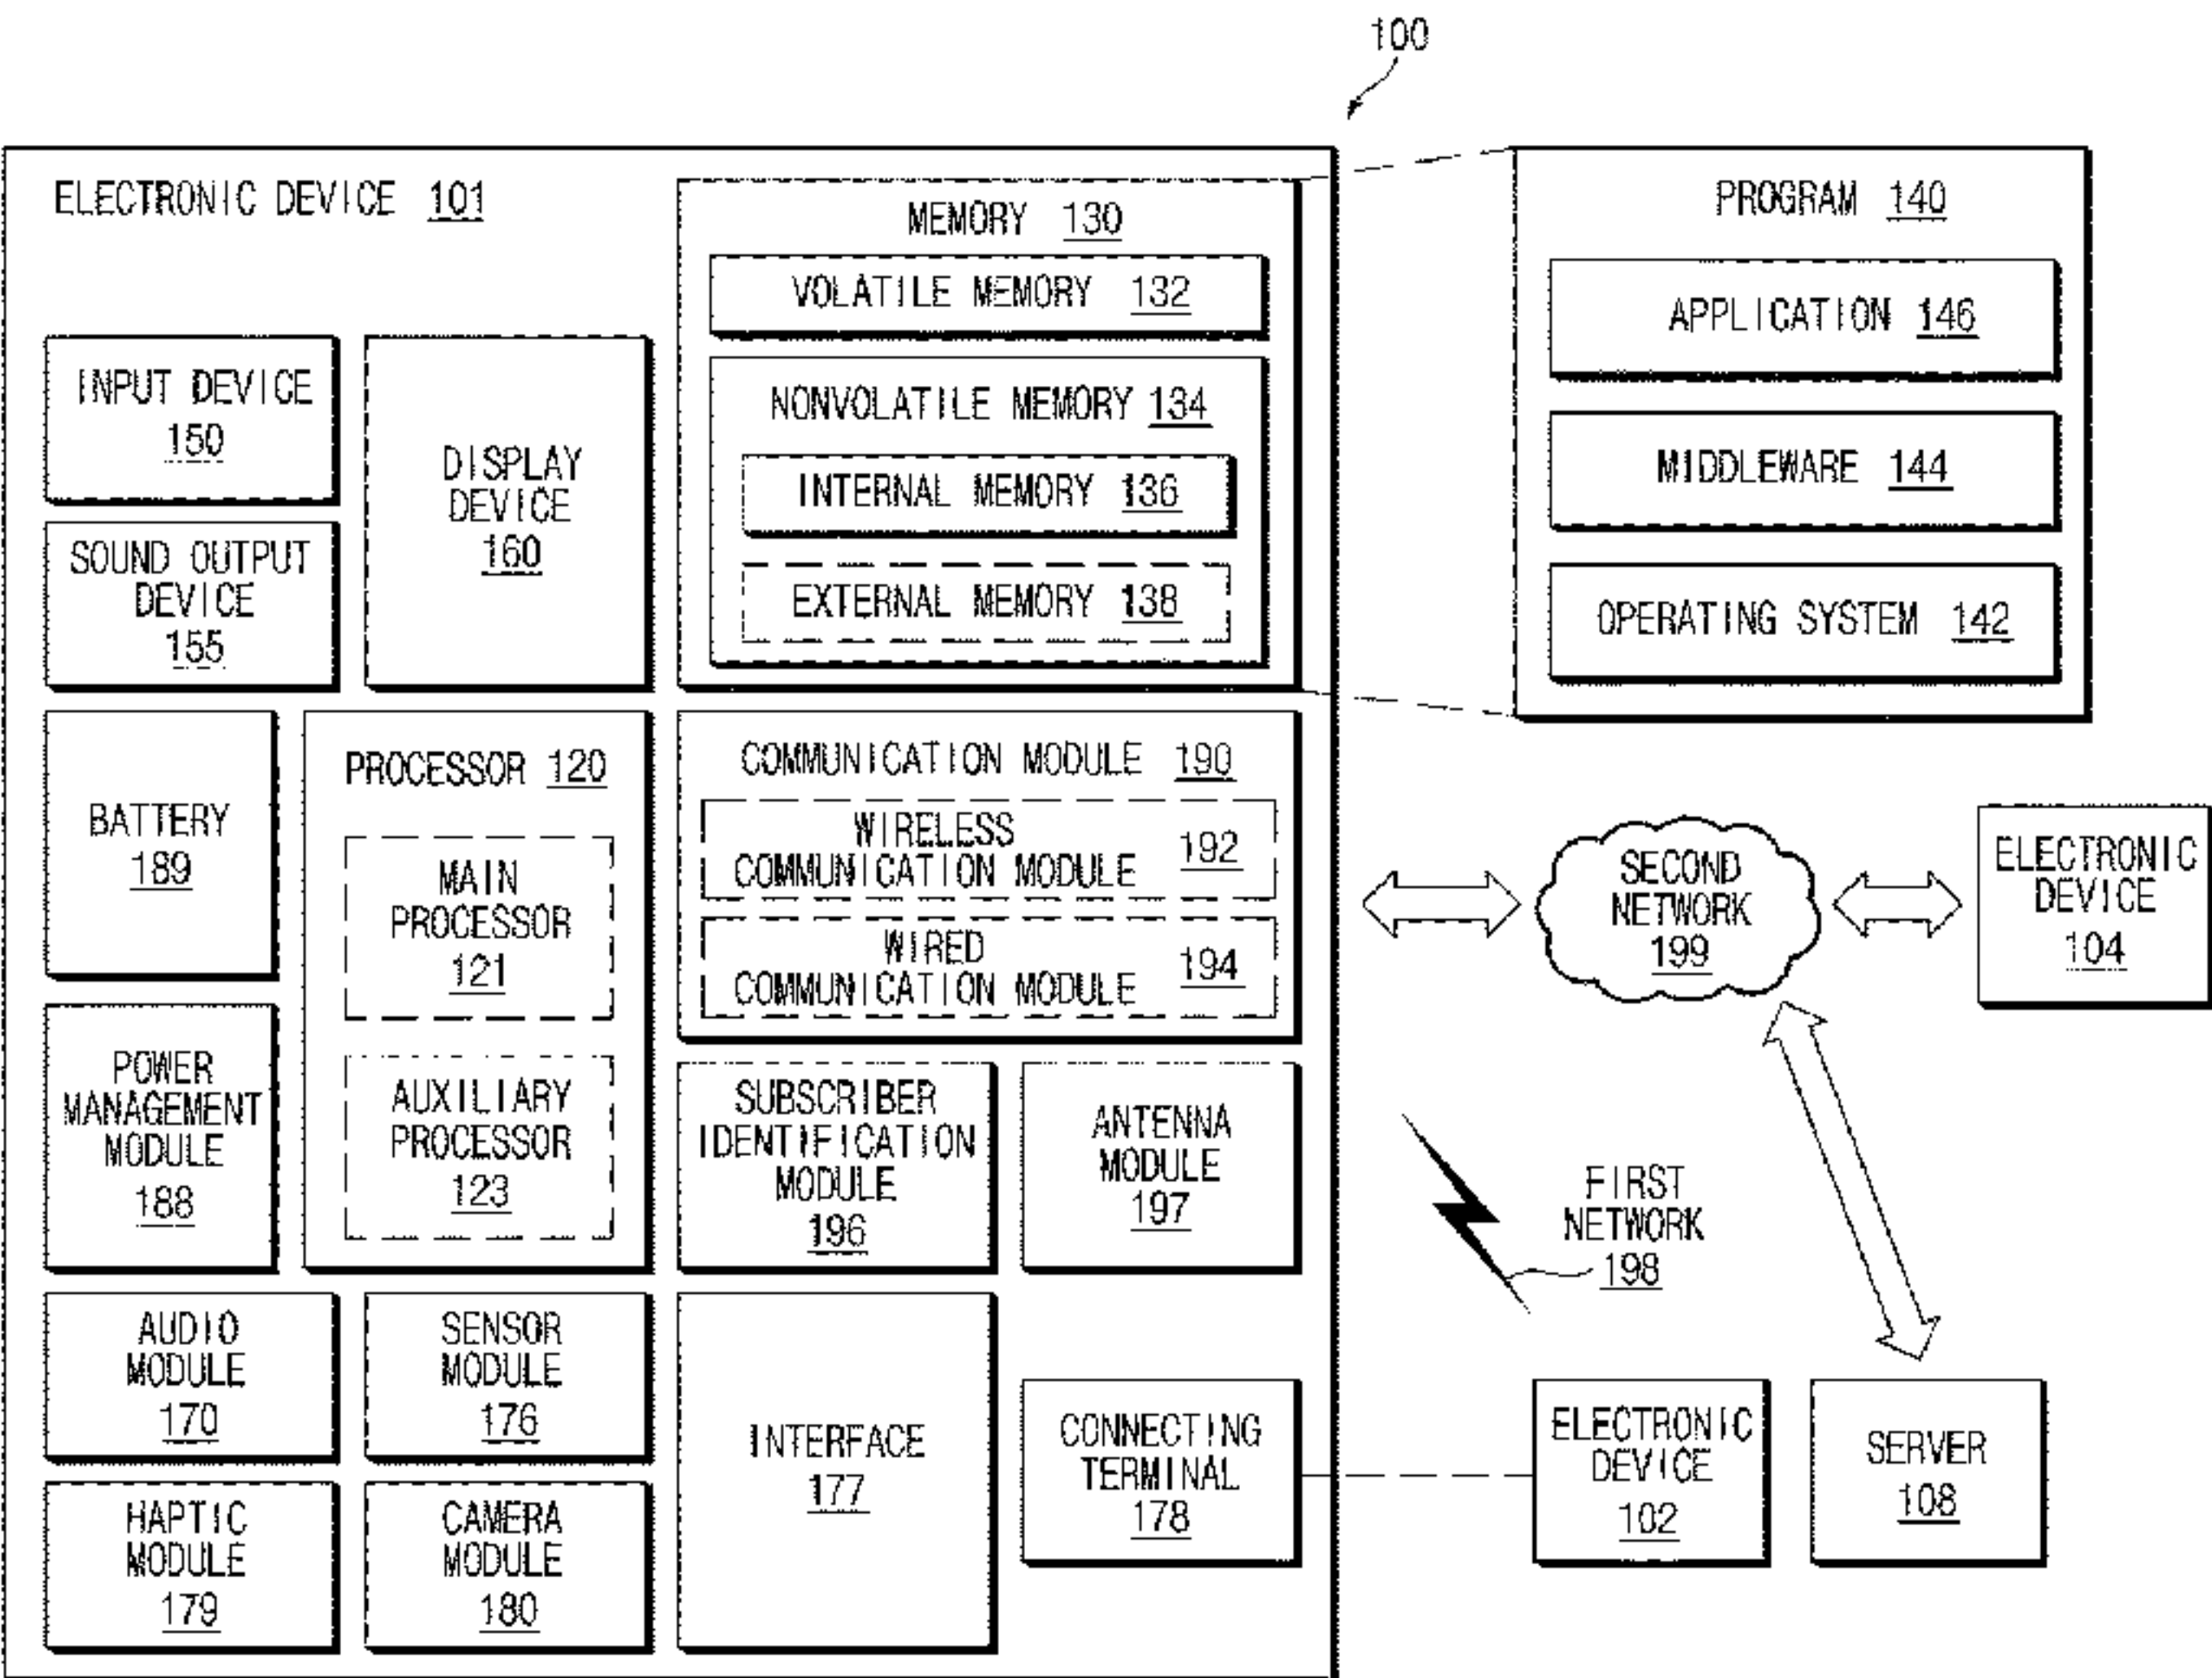 100
ELECTRONIC DEVICE 101
MEMORY 130
VOLATILE MEMORY 132
NONVOLATILE MEMORY 134
INTERNAL MEMORY 136
EXTERNAL MEMORY 138
PROGRAM 140
APPLICATION 146
MIDDLEWARE 144
OPERATING SYSTEM 142
INPUT DEVICE
150
SOUND OUTPUT
DEVICE
155
DISPLAY
DEVICE
160
BATTERY
189
POWER
MANAGEMENT
MODULE
188
PROCESSOR 120
MAIN
PROCESSOR
121
AUXILIARY
PROCESSOR
123
COMMUNICATION MODULE 190
WIRELESS
COMMUNICATION MODULE 192
WIRED
COMMUNICATION MODULE 194
SUBSCRIBER
IDENTIFICATION
MODULE
196
ANTENNA
MODULE
197
SECOND
NETWORK
199
ELECTRONIC
DEVICE
104
FIRST
NETWORK
198
AUDIO
MODULE
170
SENSOR
MODULE
176
HAPTIC
MODULE
179
CAMERA
MODULE
180
INTERFACE
177
CONNECTING
TERMINAL
178
ELECTRONIC
DEVICE
102
SERVER
108